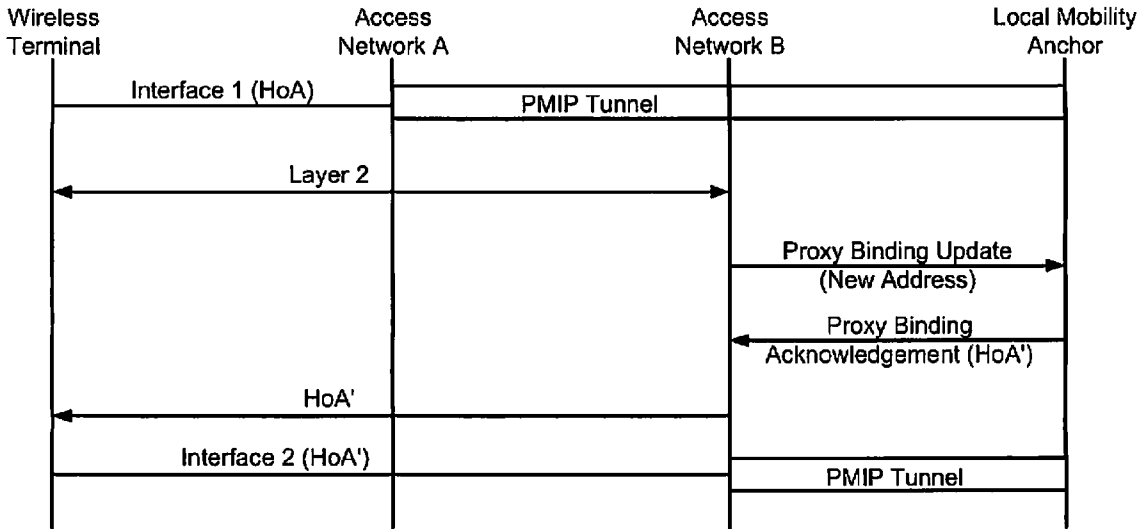 Wireless
Terminal
Access
Network A
Access
Network B
Local Mobility
Anchor
Interface 1 (HoA)
PMIP Tunnel
Layer 2
Proxy Binding Update
(New Address)
Proxy Binding
Acknowledgement (HoA')
HoA'
Interface 2 (HoA')
PMIP Tunnel